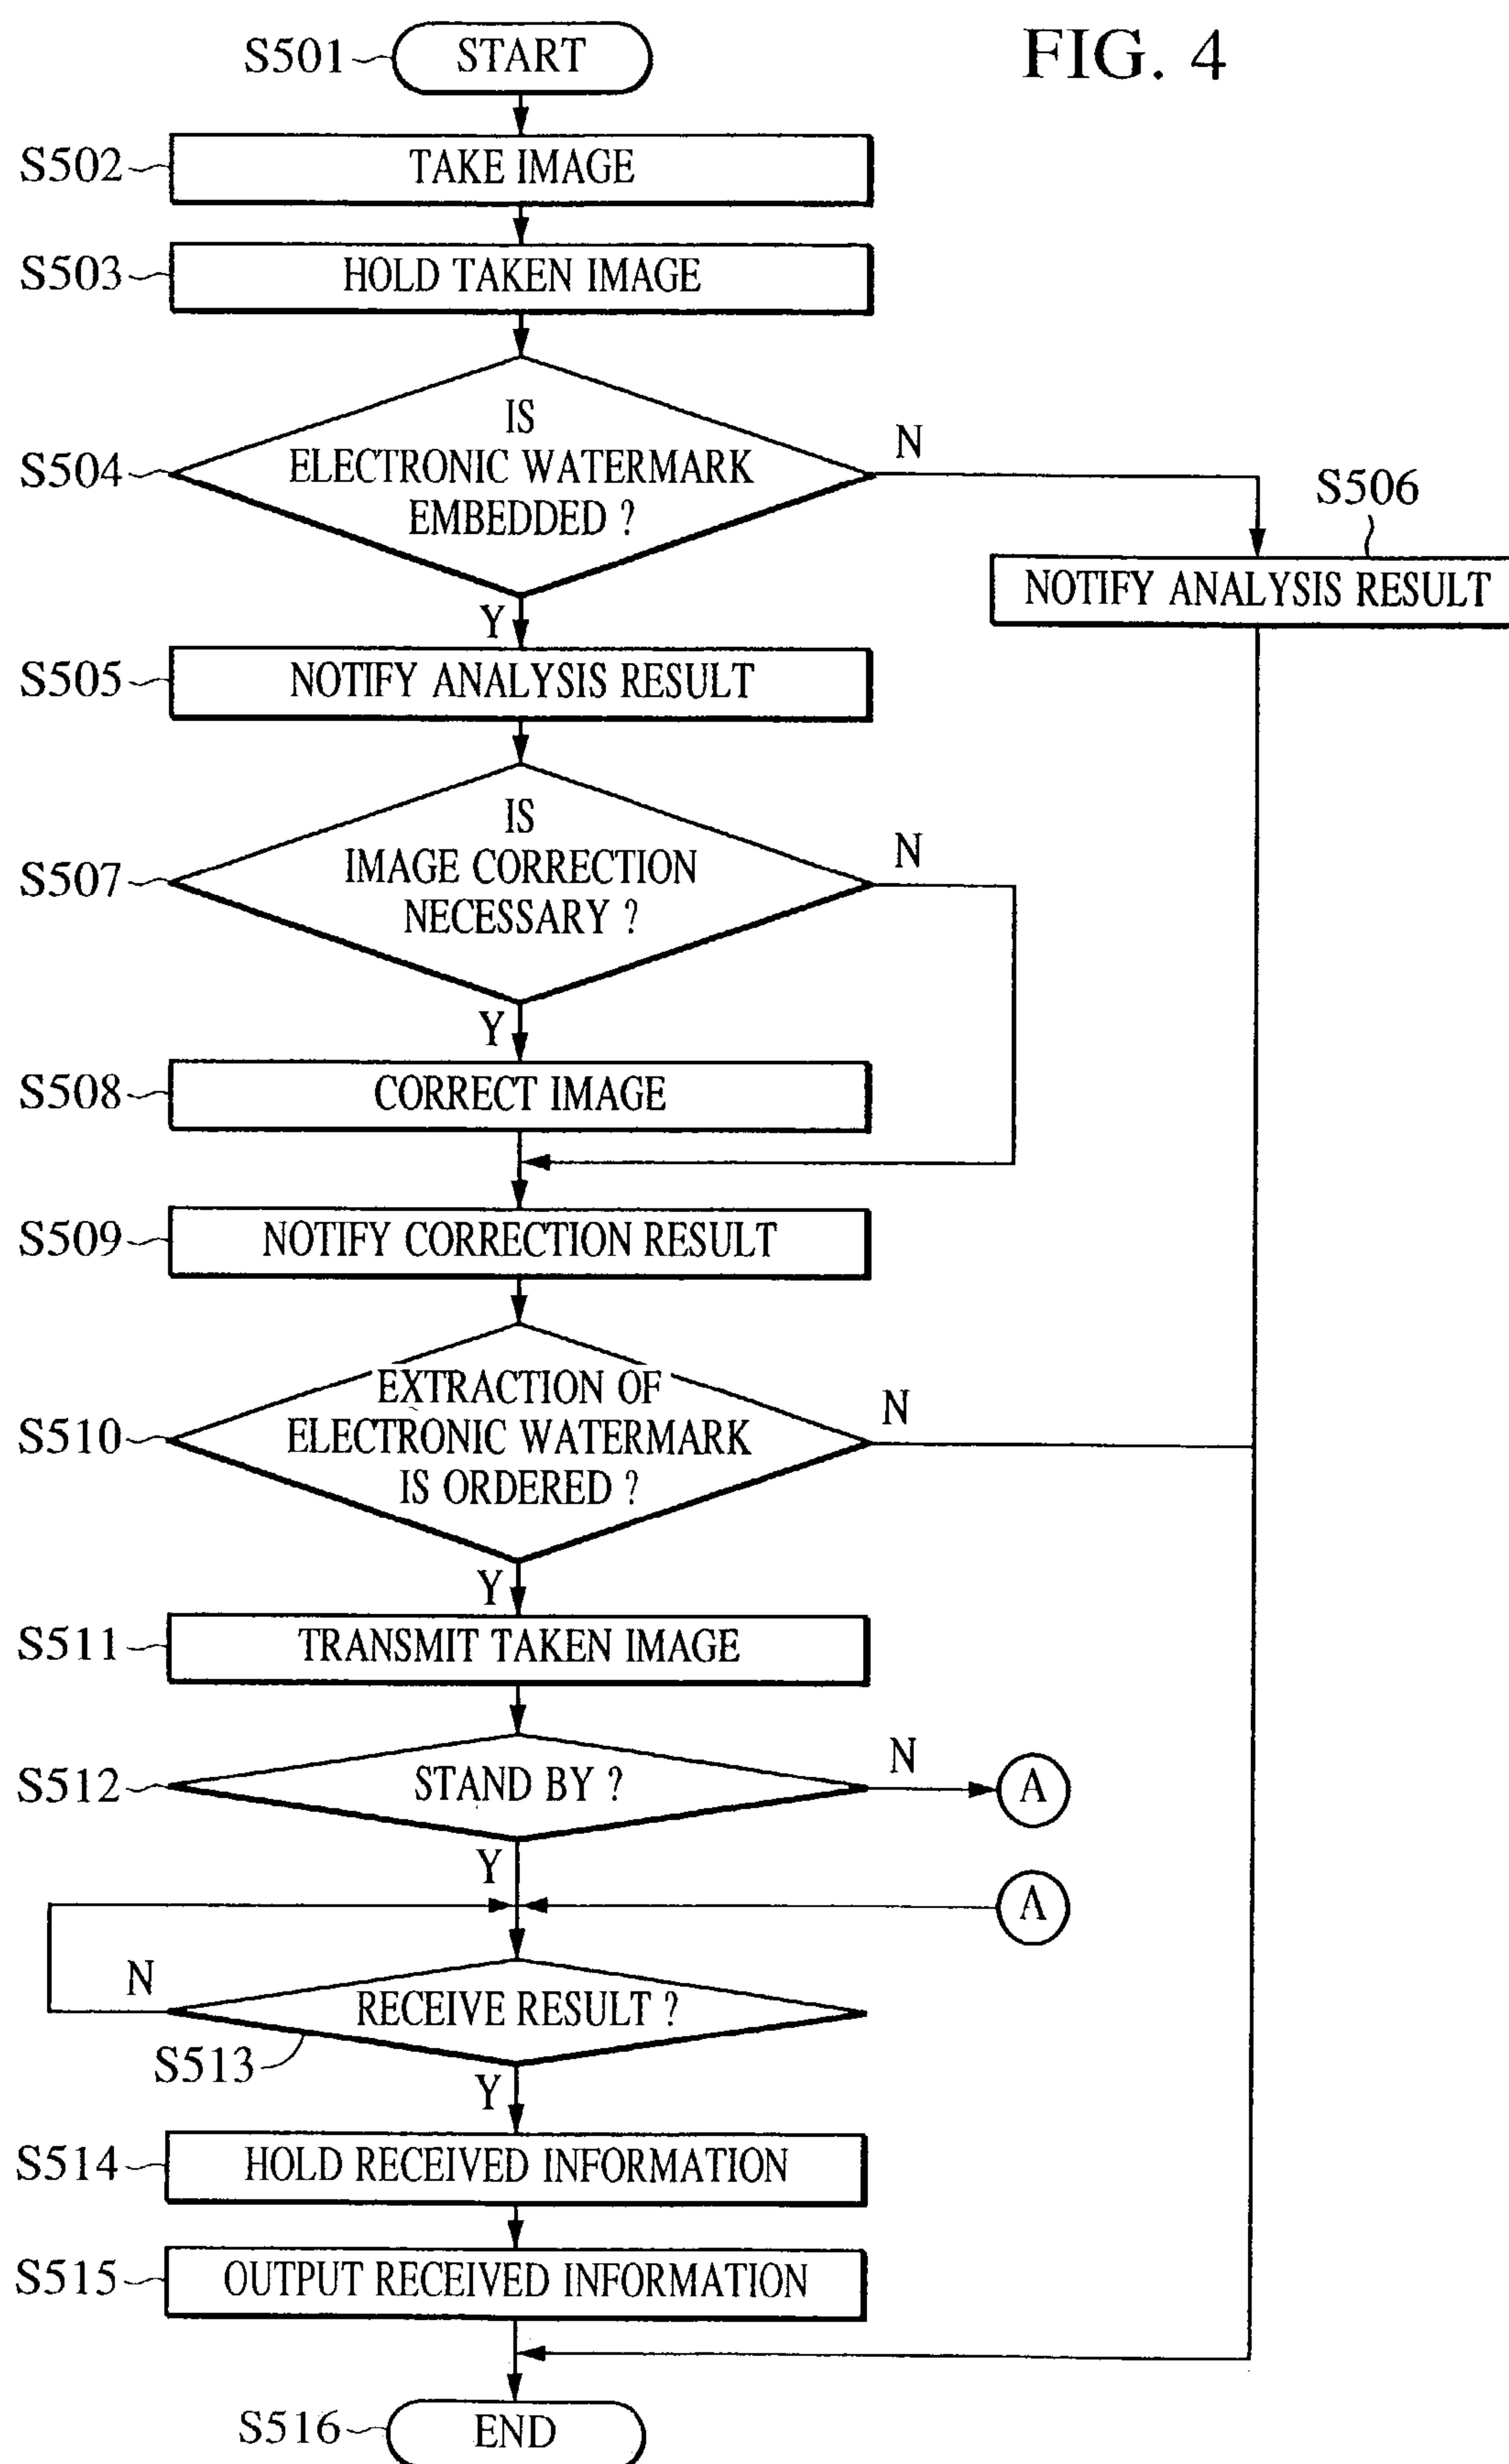 FIG. 4
S501
START
S502
TAKE IMAGE
S503
HOLD TAKEN IMAGE
S504
IS
ELECTRONIC WATERMARK
EMBEDDED ?
N
Y
S506
NOTIFY ANALYSIS RESULT
S505
NOTIFY ANALYSIS RESULT
S507
IS
IMAGE CORRECTION
NECESSARY ?
N
Y
S508
CORRECT IMAGE
S509
NOTIFY CORRECTION RESULT
S510
EXTRACTION OF
ELECTRONIC WATERMARK
IS ORDERED ?
N
Y
S511
TRANSMIT TAKEN IMAGE
S512
STAND BY ?
N
A
Y
A
N
RECEIVE RESULT ?
S513
Y
S514
HOLD RECEIVED INFORMATION
S515
OUTPUT RECEIVED INFORMATION
S516
END